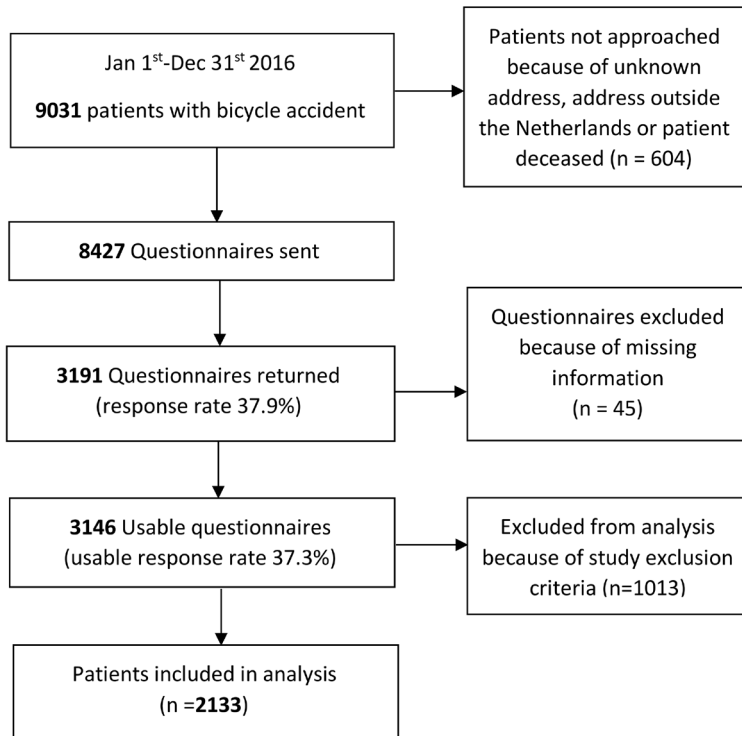 Jan 1st-Dec 31st 2016
9031 patients with bicycle accident
Patients not approached
because of unknown
address, address outside
the Netherlands or patient
deceased (n = 604)
8427 Questionnaires sent
3191 Questionnaires returned
(response rate 37.9%)
Questionnaires excluded
because of missing
information
(n = 45)
3146 Usable questionnaires
(usable response rate 37.3%)
Excluded from analysis
because of study exclusion
criteria (n=1013)
Patients included in analysis
(n =2133)